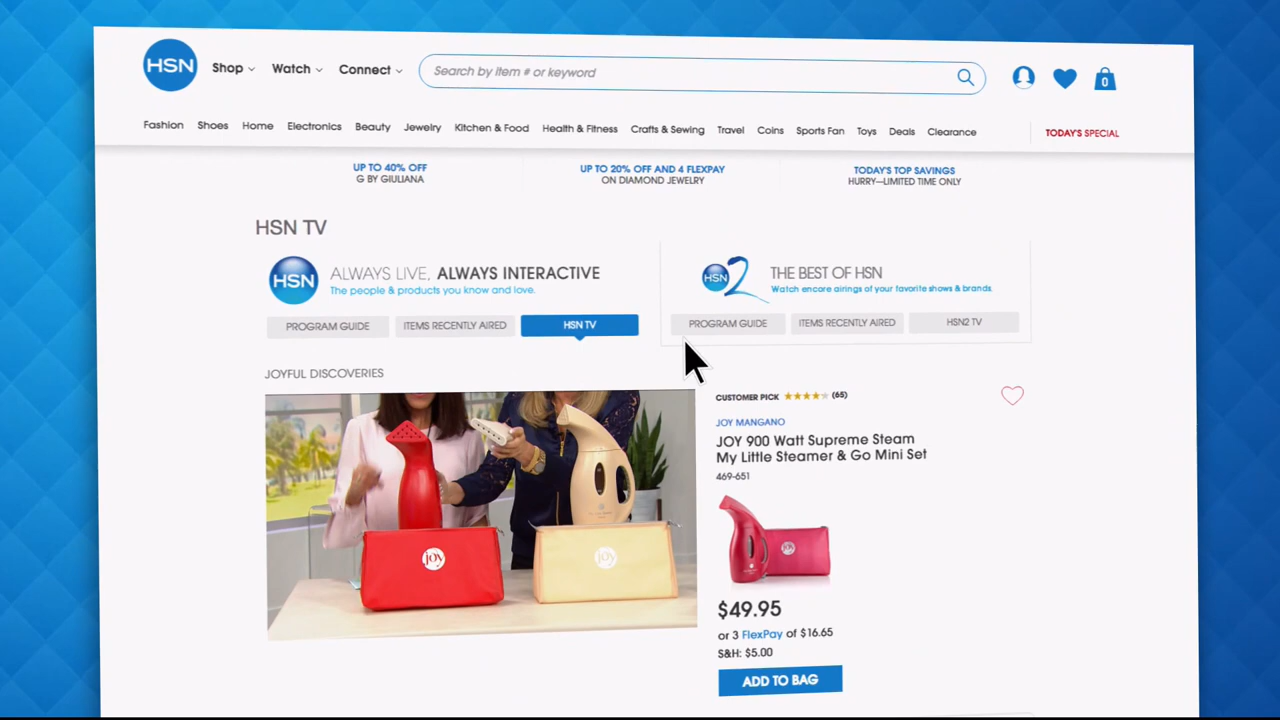 HSN
Shop
Watch
Connect
Search by item # or keyword
0
Fashion
Shoes
Home
Electronics
Beauty
Jewelry
Kitchen & Food
Health & Fitness
Crafts & Sewing
Travel
Coins
Sports Fan
Toys
Deals
Clearance
TODAY'S SPECIAL
UP TO 40% OFF
G BY GIULIANA
UP TO 20% OFF AND 4 FLEXPAY
ON DIAMOND JEWELRY
TODAY'S TOP SAVINGS
HURRY—LIMITED TIME ONLY
HSN TV
HSN
ALWAYS LIVE, ALWAYS INTERACTIVE
The people & products you know and love.
PROGRAM GUIDE
ITEMS RECENTLY AIRED
HSN TV
HSN2
THE BEST OF HSN
Watch encore airings of your favorite shows & brands.
PROGRAM GUIDE
ITEMS RECENTLY AIRED
HSN2 TV
JOYFUL DISCOVERIES
joy
joy
CUSTOMER PICK
(65)
JOY MANGANO
JOY 900 Watt Supreme Steam
My Little Steamer & Go Mini Set
469-651
joy
$49.95
or 3 FlexPay of $16.65
S&H: $5.00
ADD TO BAG